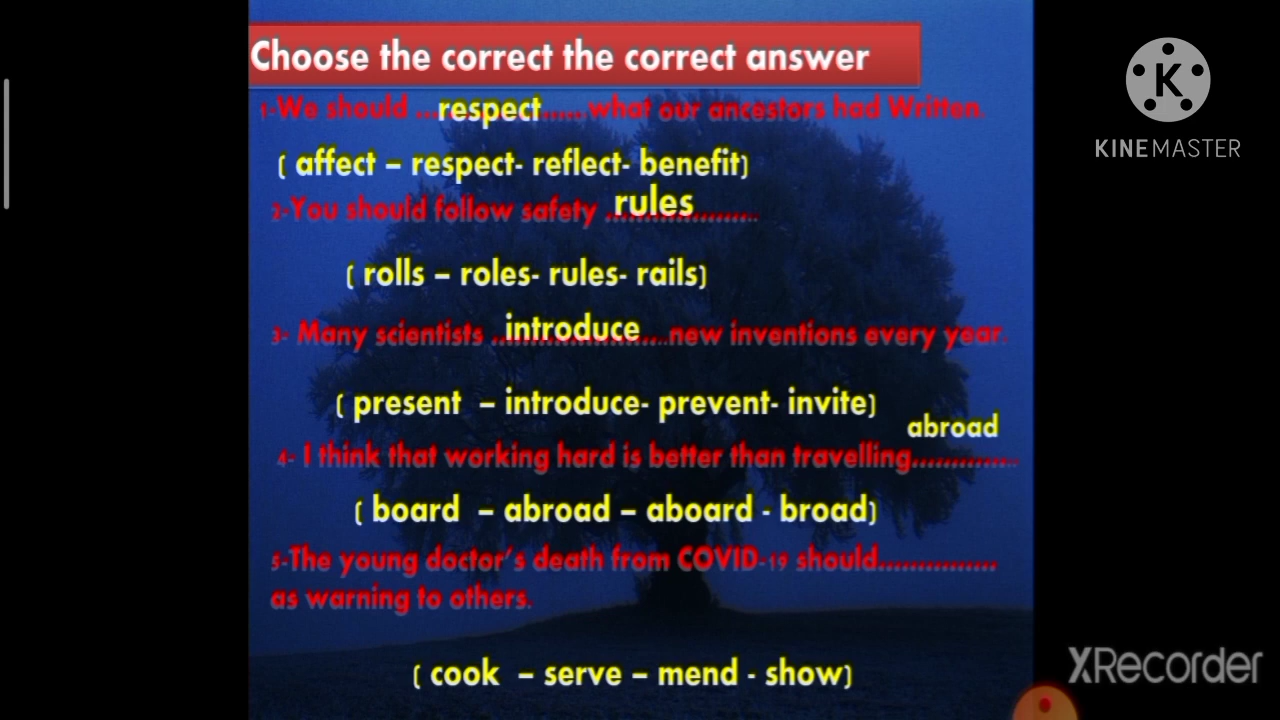 Choose the correct the correct answer
1-We should ...respect..... what our ancestors had Written.
( affect – respect- reflect- benefit)
2-You should follow safety ..rules..................
( rolls – roles- rules- rails)
3- Many scientists ..introduce....new inventions every year.
( present – introduce- prevent- invite)
abroad
4- I think that working hard is better than travelling.............
( board – abroad – aboard - broad)
5-The young doctor's death from COVID-19 should...............
as warning to others.
( cook – serve – mend - show)
K
KINEMASTER
XRecorder